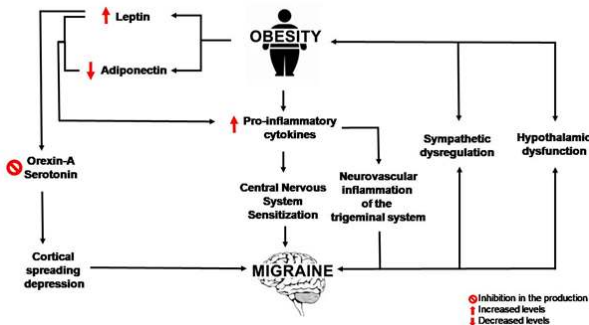 Leptin
OBESITY
Adiponectin
Pro-inflammatory
cytokines
Sympathetic
dysregulation
Hypothalamic
dysfunction
Orexin-A
Serotonin
Central Nervous
System
Sensitization
Neurovascular
inflammation
of the
trigeminal system
Cortical
spreading
depression
MIGRAINE
Inhibition in the production
Increased levels
Decreased levels